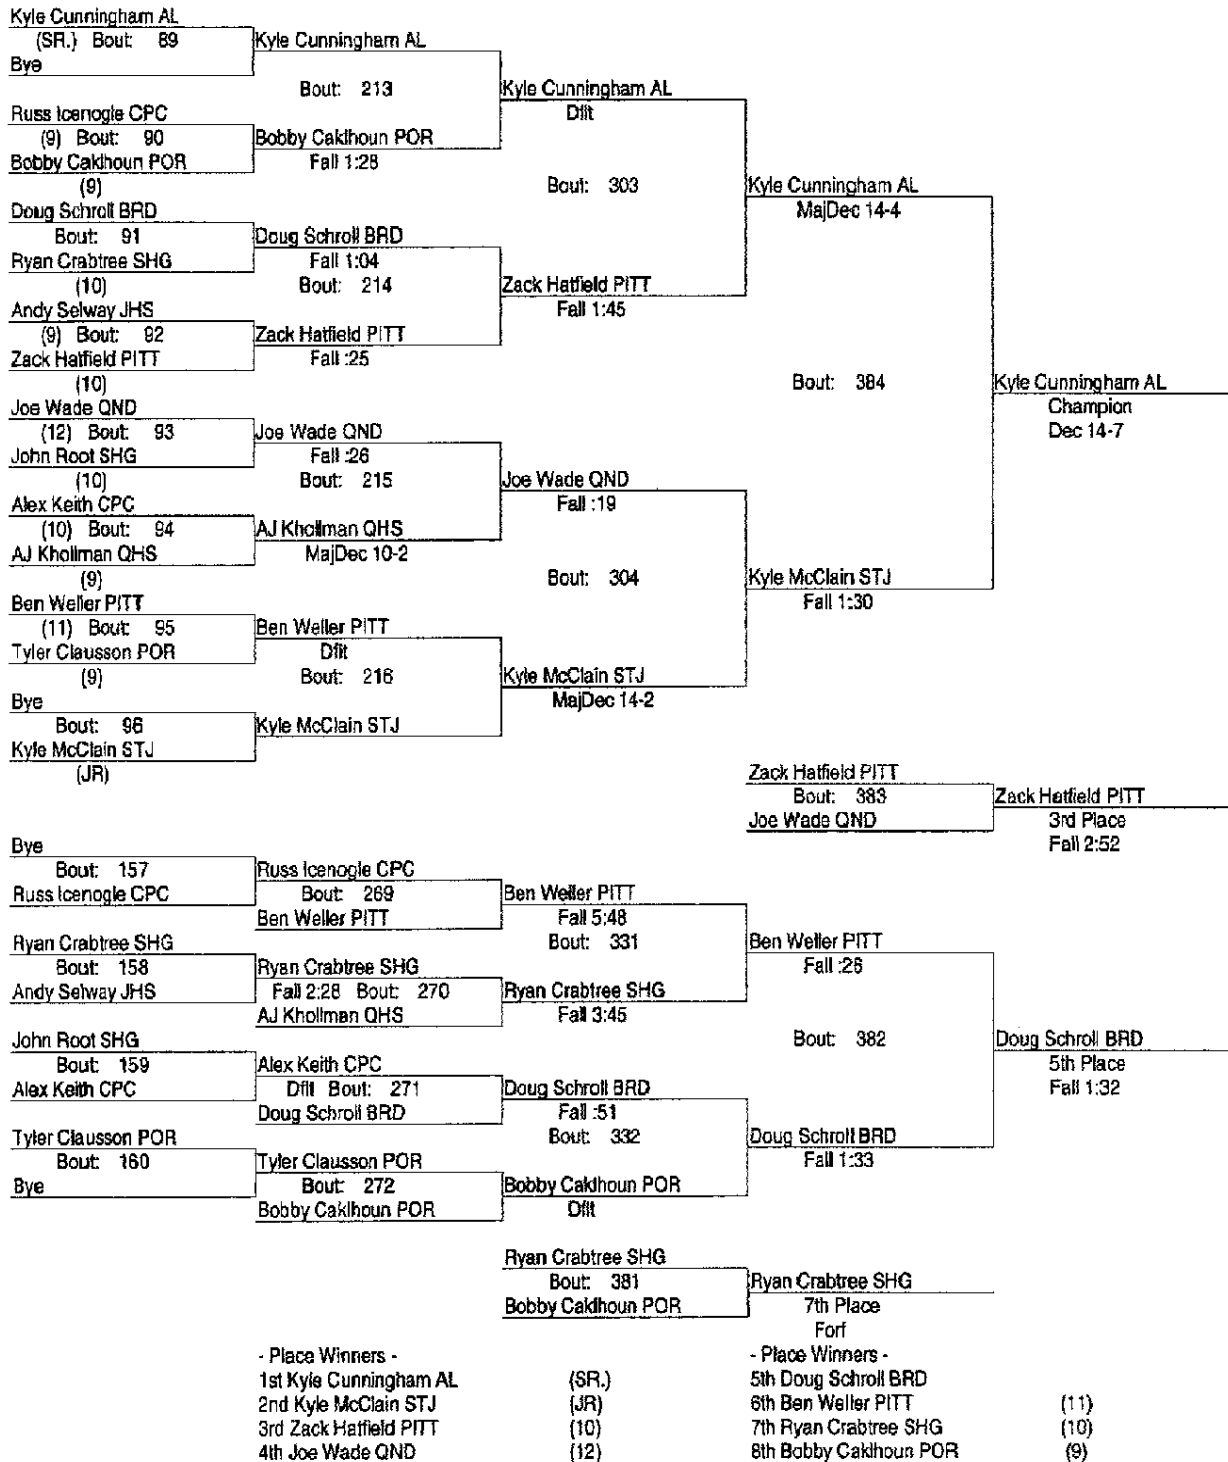 Kyle Cunningham AL
(SR.) Bout: 89
Bye
Kyle Cunningham AL
Bout: 213
Russ Icenogle CPC
(9) Bout: 90
Bobby Caklhoun POR
(9)
Bobby Caklhoun POR
Fall 1:28
Kyle Cunningham AL
Dflt
Bout: 303
Doug Schroll BRD
Bout: 91
Ryan Crabtree SHG
(10)
Doug Schroll BRD
Fall 1:04
Bout: 214
Andy Selway JHS
(9) Bout: 92
Zack Hatfield PITT
(10)
Zack Hatfield PITT
Fall :25
Zack Hatfield PITT
Fall 1:45
Kyle Cunningham AL
MajDec 14-4
Bout: 384
Kyle Cunningham AL
Champion
Dec 14-7
Joe Wade QND
(12) Bout: 93
John Root SHG
(10)
Joe Wade QND
Fall :26
Bout: 215
Alex Keith CPC
(10) Bout: 94
AJ Khollman QHS
(9)
AJ Khollman QHS
MajDec 10-2
Joe Wade QND
Fall :19
Bout: 304
Ben Weller PITT
(11) Bout: 95
Tyler Clausson POR
(9)
Ben Weller PITT
Dflt
Bout: 216
Bye
Bout: 96
Kyle McClain STJ
(JR)
Kyle McClain STJ
Kyle McClain STJ
MajDec 14-2
Kyle McClain STJ
Fall 1:30
Zack Hatfield PITT
Bout: 383
Joe Wade QND
Zack Hatfield PITT
3rd Place
Fall 2:52
Bye
Bout: 157
Russ Icenogle CPC
Russ Icenogle CPC
Bout: 269
Ben Weller PITT
Ben Weller PITT
Fall 5:48
Bout: 331
Ryan Crabtree SHG
Bout: 158
Andy Selway JHS
Ryan Crabtree SHG
Fall 2:28 Bout: 270
AJ Khollman QHS
Ryan Crabtree SHG
Fall 3:45
Ben Weller PITT
Fall :26
Bout: 382
John Root SHG
Bout: 159
Alex Keith CPC
Alex Keith CPC
Dflt Bout: 271
Doug Schroll BRD
Doug Schroll BRD
Fall :51
Bout: 332
Tyler Clausson POR
Bout: 160
Bye
Tyler Clausson POR
Bout: 272
Bobby Caklhoun POR
Bobby Caklhoun POR
Dflt
Doug Schroll BRD
Fall 1:33
Doug Schroll BRD
5th Place
Fall 1:32
Ryan Crabtree SHG
Bout: 381
Bobby Caklhoun POR
Ryan Crabtree SHG
7th Place
Forf
- Place Winners -
1st Kyle Cunningham AL (SR.)
2nd Kyle McClain STJ (JR)
3rd Zack Hatfield PITT (10)
4th Joe Wade QND (12)
- Place Winners -
5th Doug Schroll BRD
6th Ben Weller PITT (11)
7th Ryan Crabtree SHG (10)
8th Bobby Caklhoun POR (9)